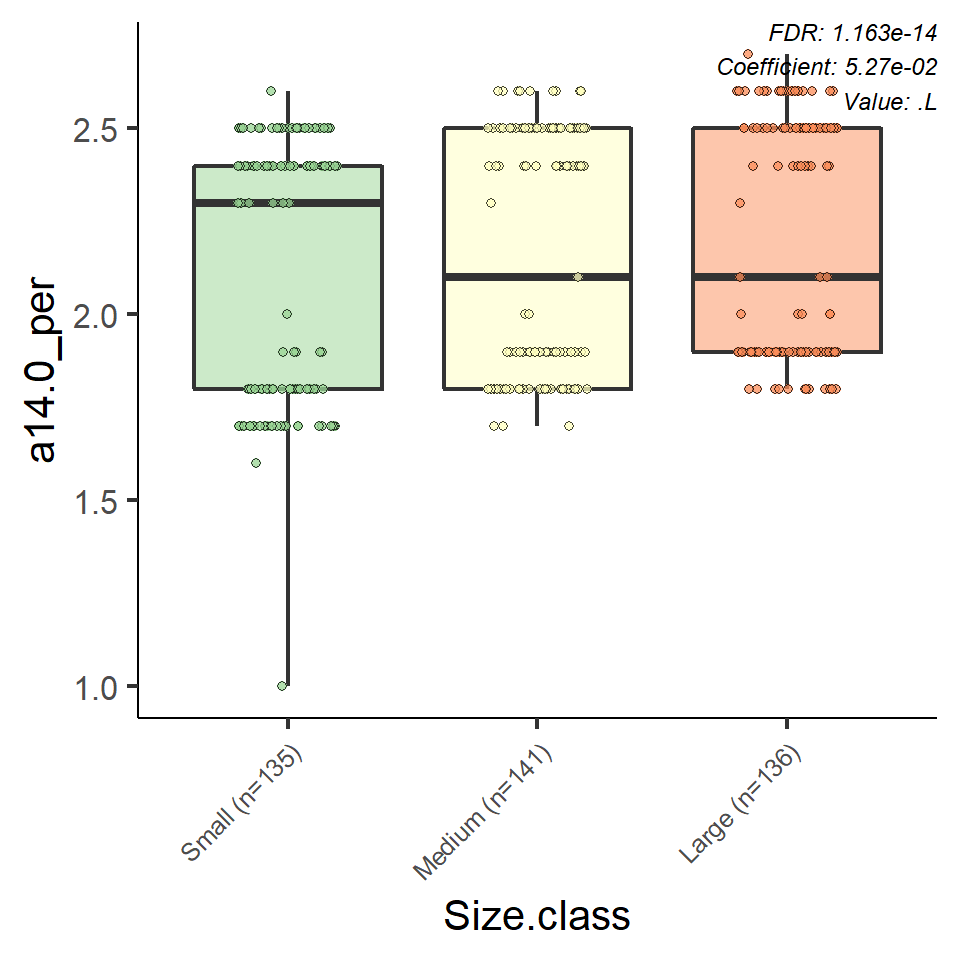 FDR: 1.163e-14
Coefficient: 5.27e-02
Value: .L
2.5
2.0
1.5
1.0
a14.0_per
Small (n=135)
Medium (n=141)
Large (n=136)
Size.class